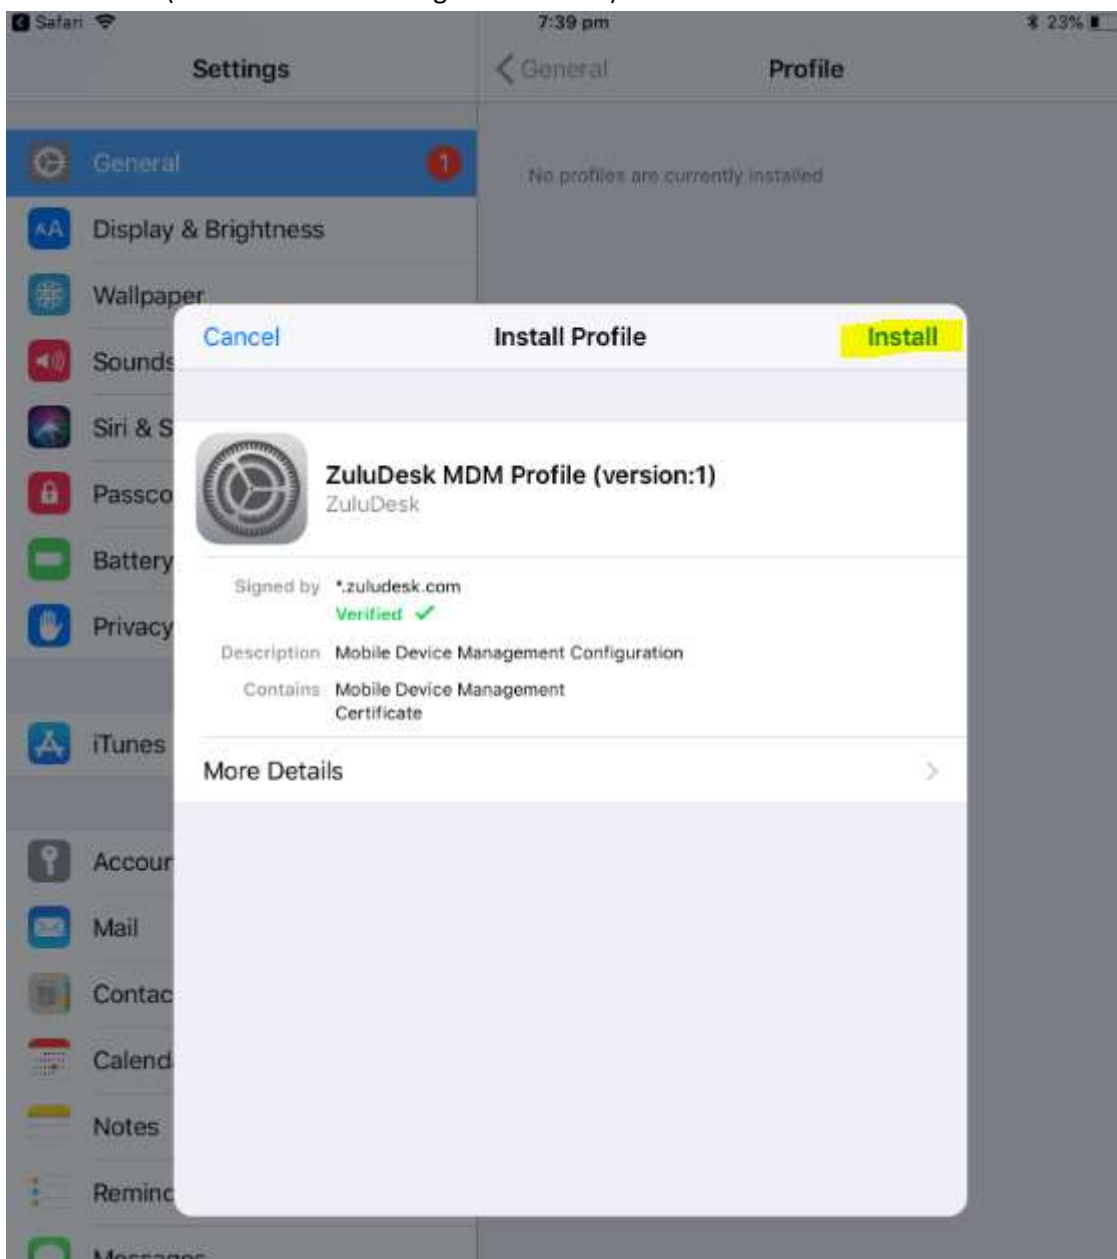 Safari 7:39 pm 23%
Settings General Profile
General 1
No profiles are currently installed
Display & Brightness
Wallpaper
Cancel Install Profile Install
Sounds
Siri & S
ZuluDesk MDM Profile (version:1)
Passco
ZuluDesk
Battery
Signed by *.zuludesk.com
Verified
Privacy
Description Mobile Device Management Configuration
Contains Mobile Device Management
Certificate
iTunes
More Details
Accour
Mail
Contac
Calend
Notes
Reminc